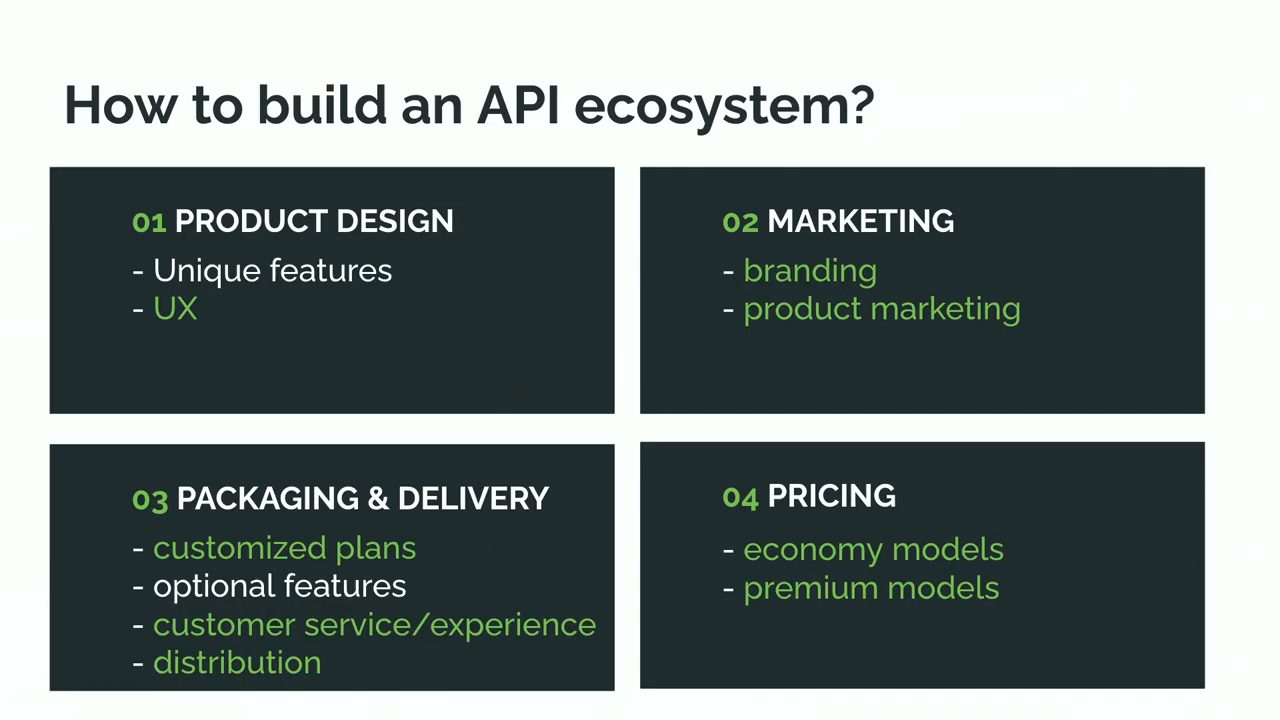 How to build an API ecosystem?
01 PRODUCT DESIGN
- Unique features
- UX
02 MARKETING
- branding
- product marketing
03 PACKAGING & DELIVERY
- customized plans
- optional features
- customer service/experience
- distribution
04 PRICING
- economy models
- premium models